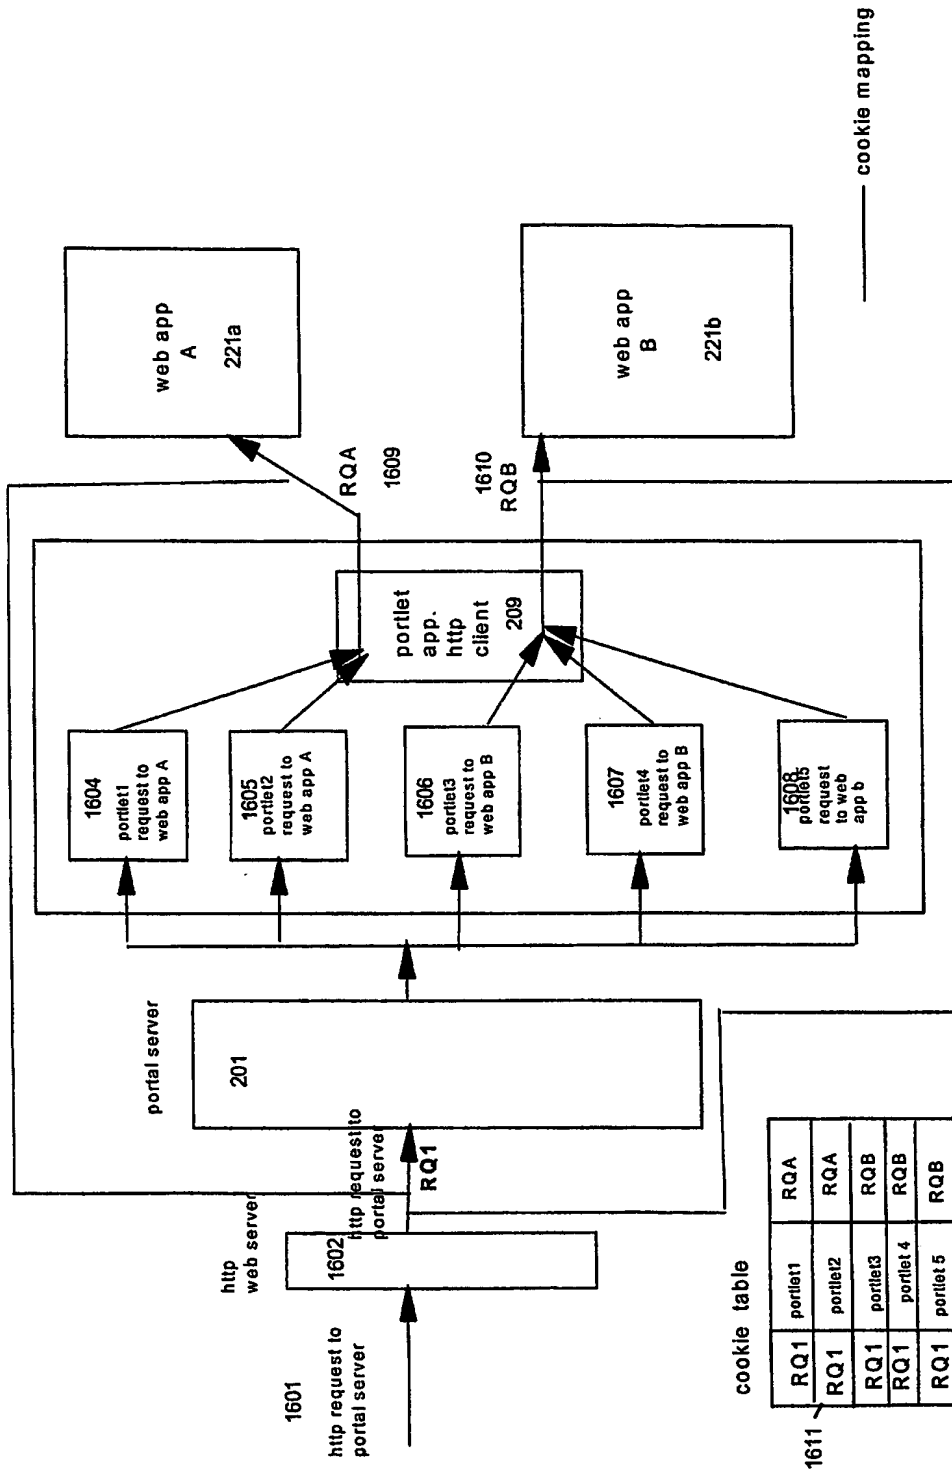 1601
http request to
portal server
http
web server
1602
http request to
portal server
RQ1
portal server
201
1604
portlet1
request to
web app A
1605
portlet2
request to
web app A
1606
portlet3
request to
web app B
1607
portlet4
request to
web app B
1608
portlet5
request
to web
app b
portlet
app.
http
client
209
RQA
1609
1610
RQB
web app
A
221a
web app
B
221b
cookie mapping
cookie table
1611
RQ1 portlet1 RQA
RQ1 portlet2 RQA
RQ1 portlet3 RQB
RQ1 portlet 4 RQB
RQ1 portlet 5 RQB